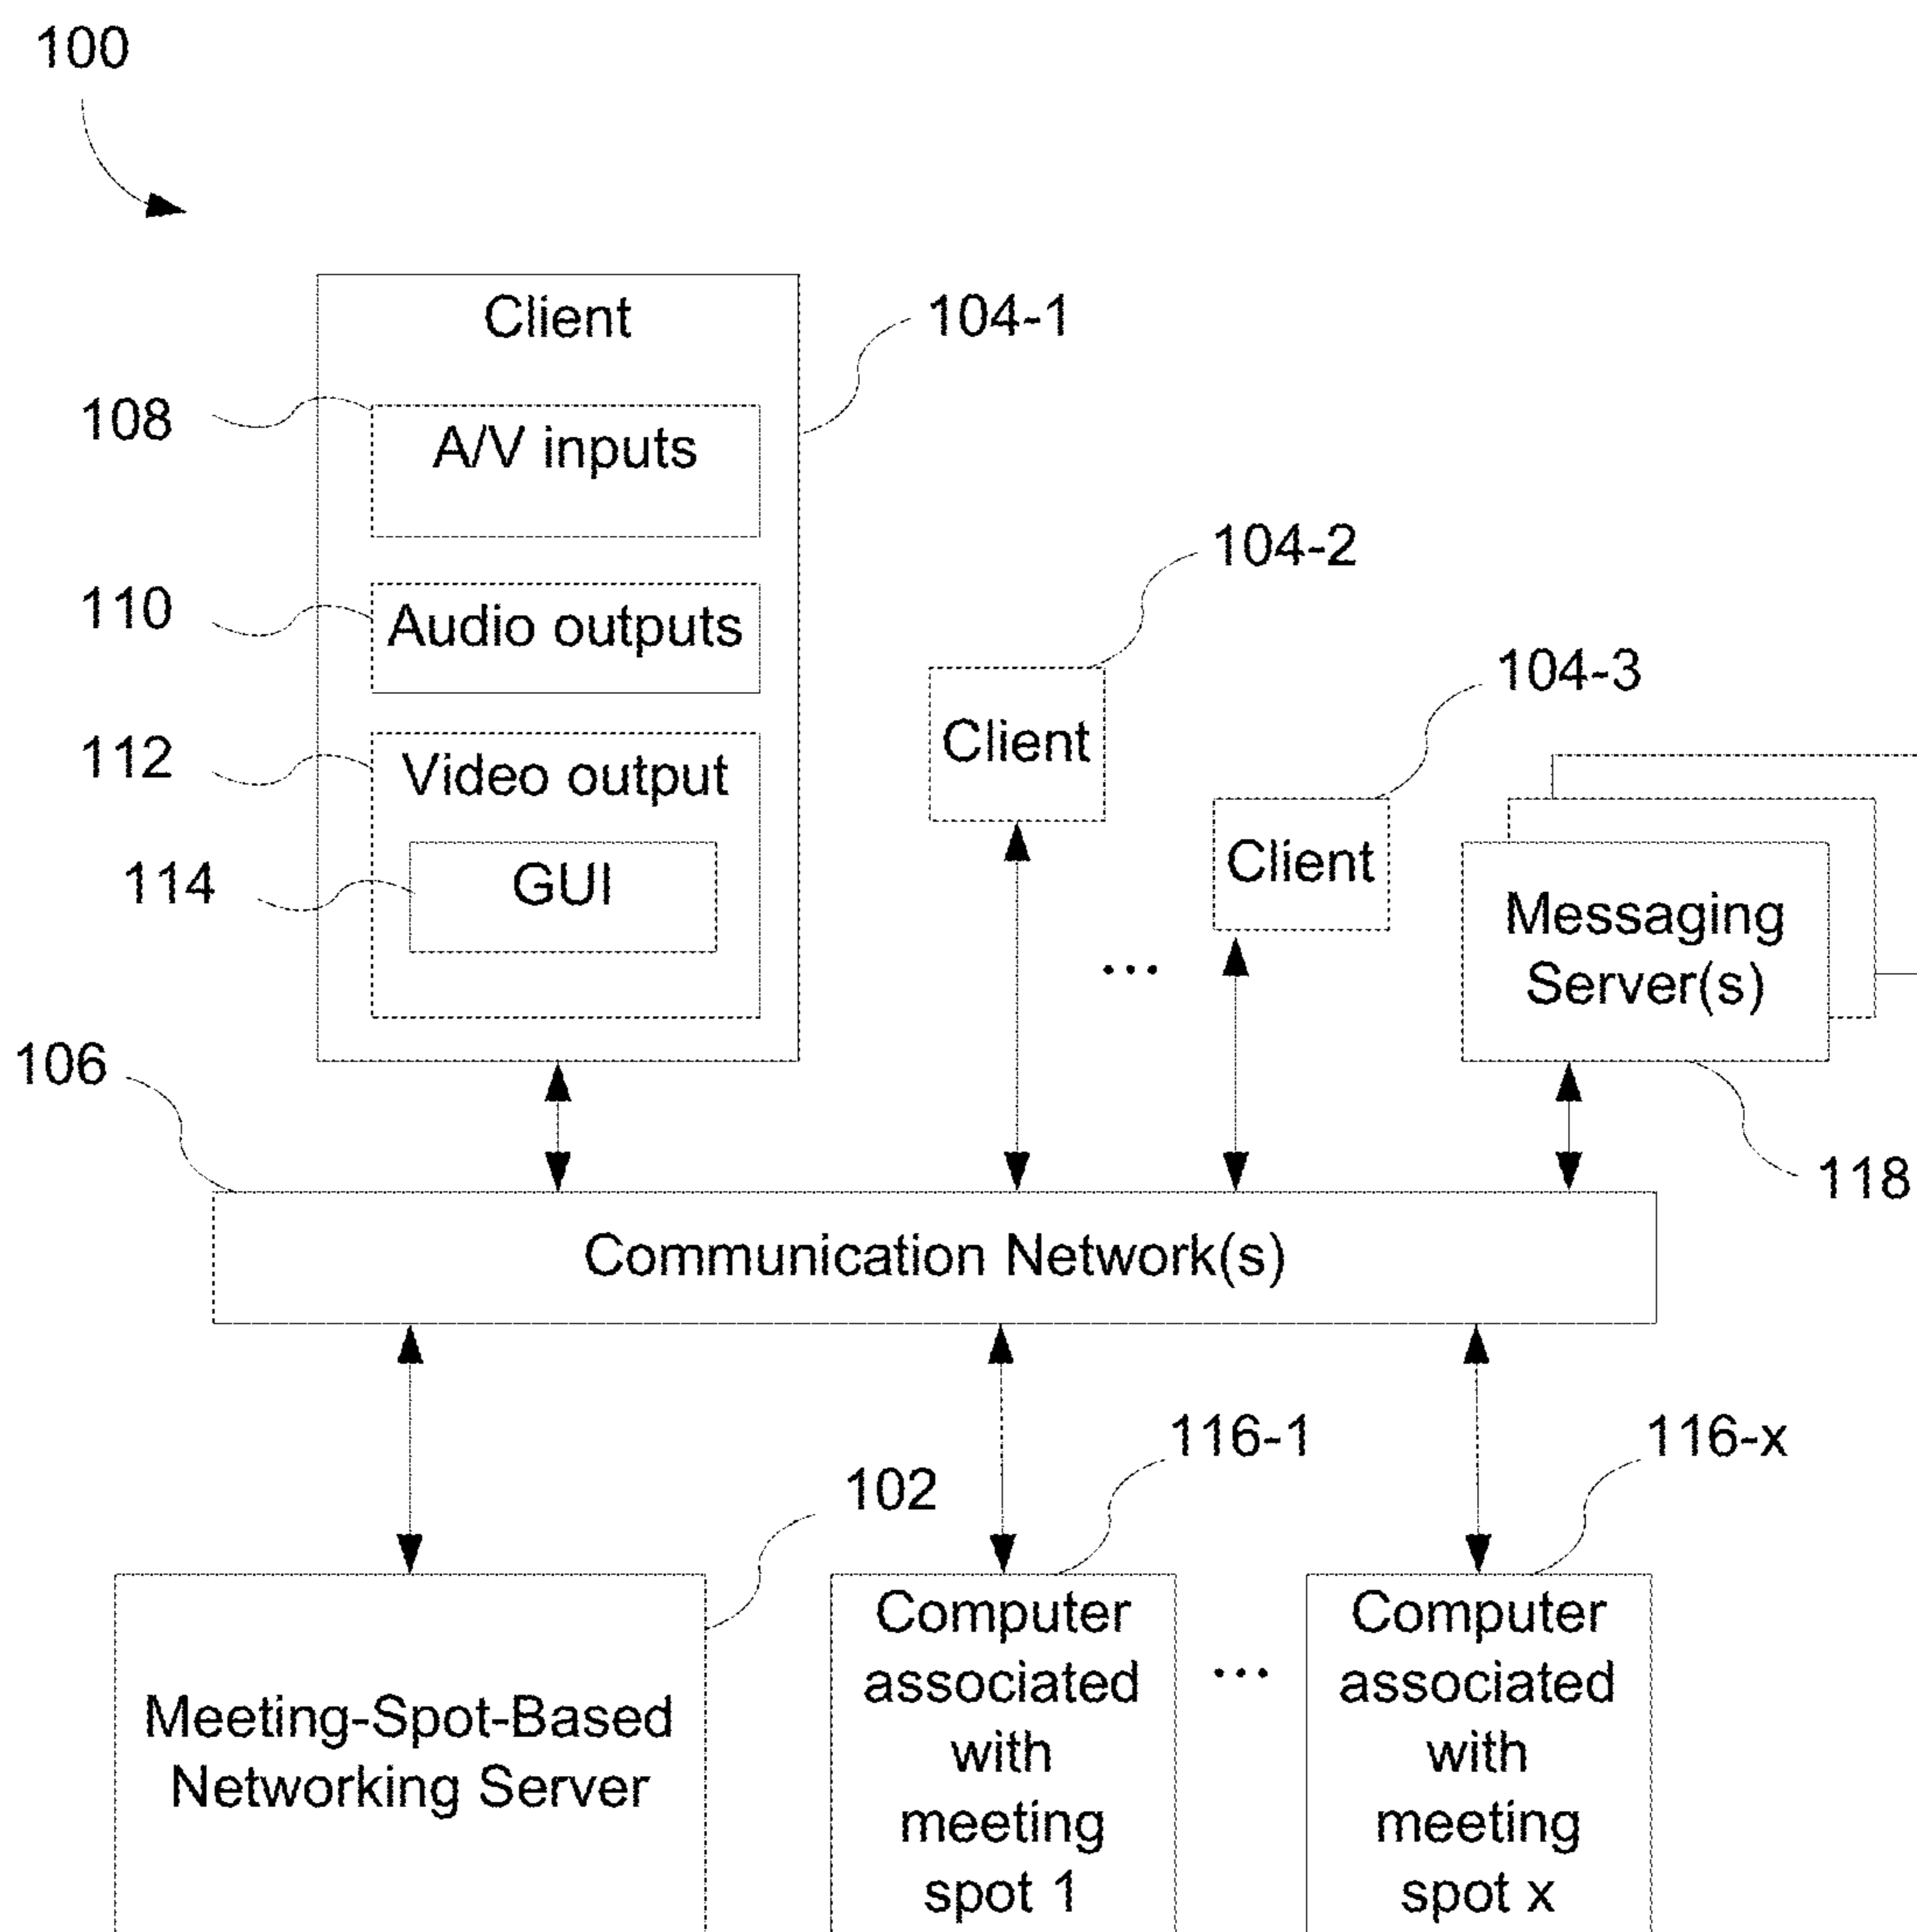 100
Client
104-1
108
A/V inputs
104-2
110
Audio outputs
104-3
112
Video output
Client
114
GUI
Client
Messaging
Server(s)
...
106
118
Communication Network(s)
116-1
116-x
102
Computer
associated
with
meeting
spot 1
...
Computer
associated
with
meeting
spot x
Meeting-Spot-Based
Networking Server